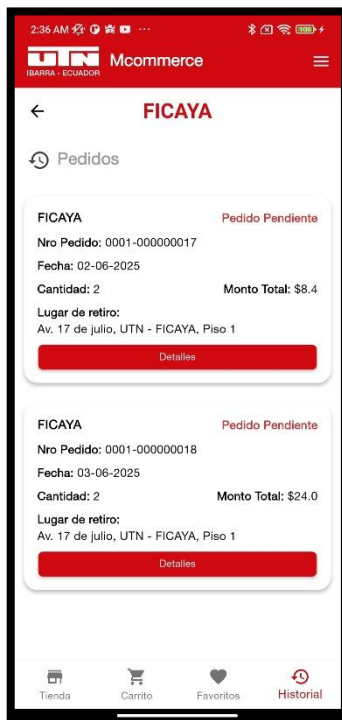 2:36 AM
UTN
IBARRA - ECUADOR
Mcommerce
FICAYA
Pedidos
FICAYA Pedido Pendiente
Nro Pedido: 0001-000000017
Fecha: 02-06-2025
Cantidad: 2 Monto Total: $8.4
Lugar de retiro:
Av. 17 de julio, UTN - FICAYA, Piso 1
Detalles
FICAYA Pedido Pendiente
Nro Pedido: 0001-000000018
Fecha: 03-06-2025
Cantidad: 2 Monto Total: $24.0
Lugar de retiro:
Av. 17 de julio, UTN - FICAYA, Piso 1
Detalles
Tienda Carrito Favoritos Historial